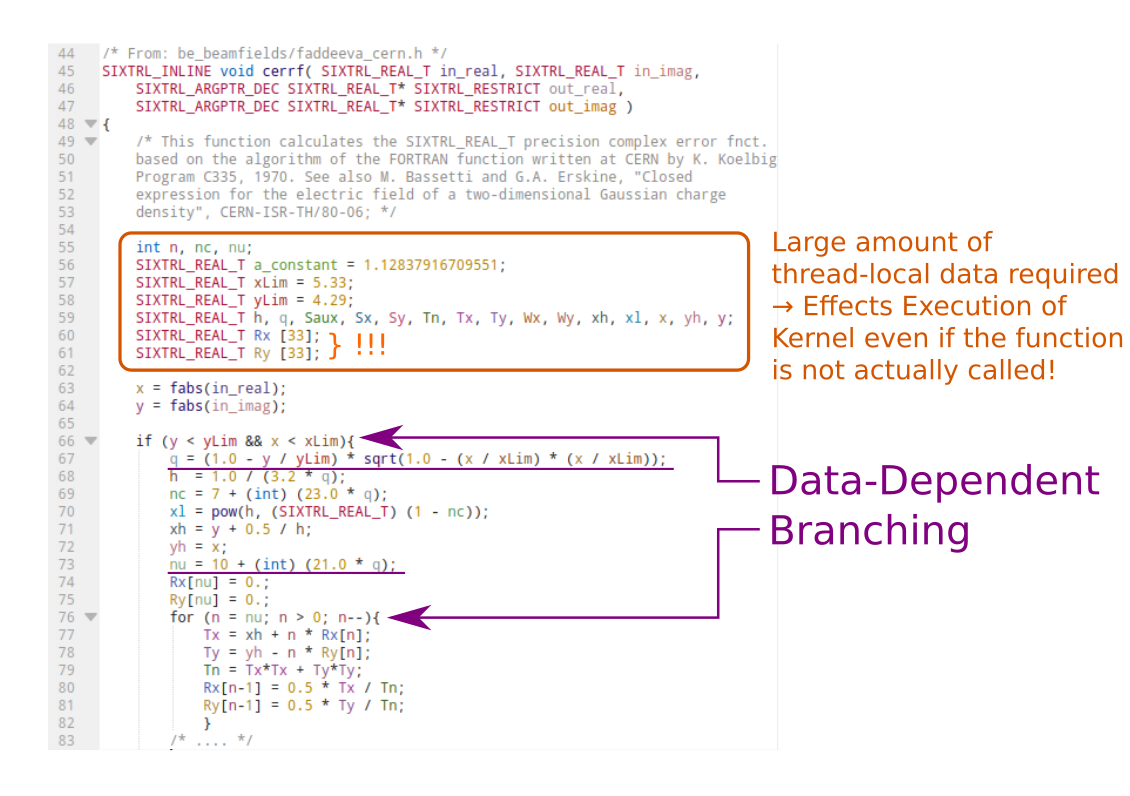 44 /* From: be_beamfields/faddeeva_cern.h */
45 SIXTRL_INLINE void cerrf( SIXTRL_REAL_T in_real, SIXTRL_REAL_T in_imag,
46 SIXTRL_ARGPTR_DEC SIXTRL_REAL_T* SIXTRL_RESTRICT out_real,
47 SIXTRL_ARGPTR_DEC SIXTRL_REAL_T* SIXTRL_RESTRICT out_imag )
48 {
49 /* This function calculates the SIXTRL_REAL_T precision complex error fnct.
50 based on the algorithm of the FORTRAN function written at CERN by K. Koelbig
51 Program C335, 1970. See also M. Bassetti and G.A. Erskine, "Closed
52 expression for the electric field of a two-dimensional Gaussian charge
53 density", CERN-ISR-TH/80-06; */
54
55 int n, nc, nu;
56 SIXTRL_REAL_T a_constant = 1.12837916709551;
57 SIXTRL_REAL_T xLim = 5.33;
58 SIXTRL_REAL_T yLim = 4.29;
59 SIXTRL_REAL_T h, q, Saux, Sx, Sy, Tn, Tx, Ty, Wx, Wy, xh, xl, x, yh, y;
60 SIXTRL_REAL_T Rx [33];
61 SIXTRL_REAL_T Ry [33];
} !!!
Large amount of
thread-local data required
→ Effects Execution of
Kernel even if the function
is not actually called!
62
63 x = fabs(in_real);
64 y = fabs(in_imag);
65
66 if (y < yLim && x < xLim){
67 q = (1.0 - y / yLim) * sqrt(1.0 - (x / xLim) * (x / xLim));
68 h = 1.0 / (3.2 * q);
69 nc = 7 + (int) (23.0 * q);
70 xl = pow(h, (SIXTRL_REAL_T) (1 - nc));
71 xh = y + 0.5 / h;
72 yh = x;
73 nu = 10 + (int) (21.0 * q);
74 Rx[nu] = 0.;
75 Ry[nu] = 0.;
76 for (n = nu; n > 0; n--){
77 Tx = xh + n * Rx[n];
78 Ty = yh - n * Ry[n];
79 Tn = Tx*Tx + Ty*Ty;
80 Rx[n-1] = 0.5 * Tx / Tn;
81 Ry[n-1] = 0.5 * Ty / Tn;
82 }
83 /* .... */
Data-Dependent
Branching